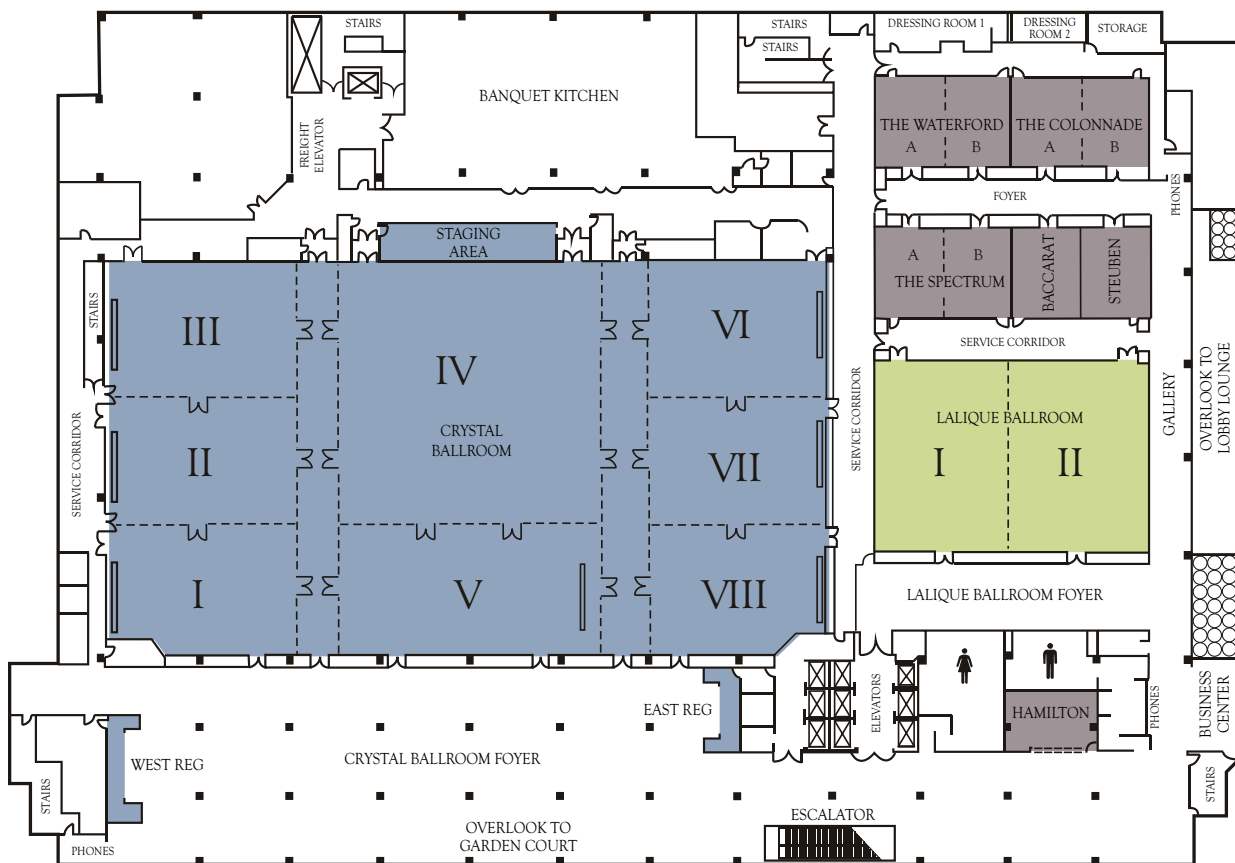 STAIRS
STAIRS
STAIRS
DRESSING ROOM 1
DRESSING
ROOM 2
STORAGE
BANQUET KITCHEN
FREIGHT
ELEVATOR
THE WATERFORD
A
B
THE COLONNADE
A
B
PHONES
FOYER
STAGING
AREA
A
B
THE SPECTRUM
BACCARAT
STEUBEN
STAIRS
III
IV
VI
SERVICE CORRIDOR
CRYSTAL
BALLROOM
II
VII
SERVICE CORRIDOR
SERVICE CORRIDOR
LALIQUE BALLROOM
I
II
GALLERY
OVERLOOK TO
LOBBY LOUNGE
I
V
VIII
LALIQUE BALLROOM FOYER
EAST REG
ELEVATORS
HAMILTON
PHONES
BUSINESS
CENTER
WEST REG
CRYSTAL BALLROOM FOYER
STAIRS
STAIRS
ESCALATOR
OVERLOOK TO
GARDEN COURT
PHONES